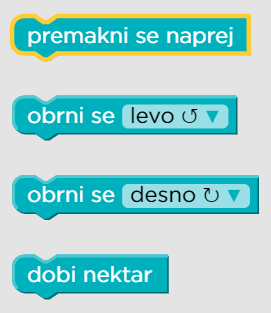 premakni se naprej
obrni se levo ↺ ▼
obrni se desno ↻ ▼
dobi nektar